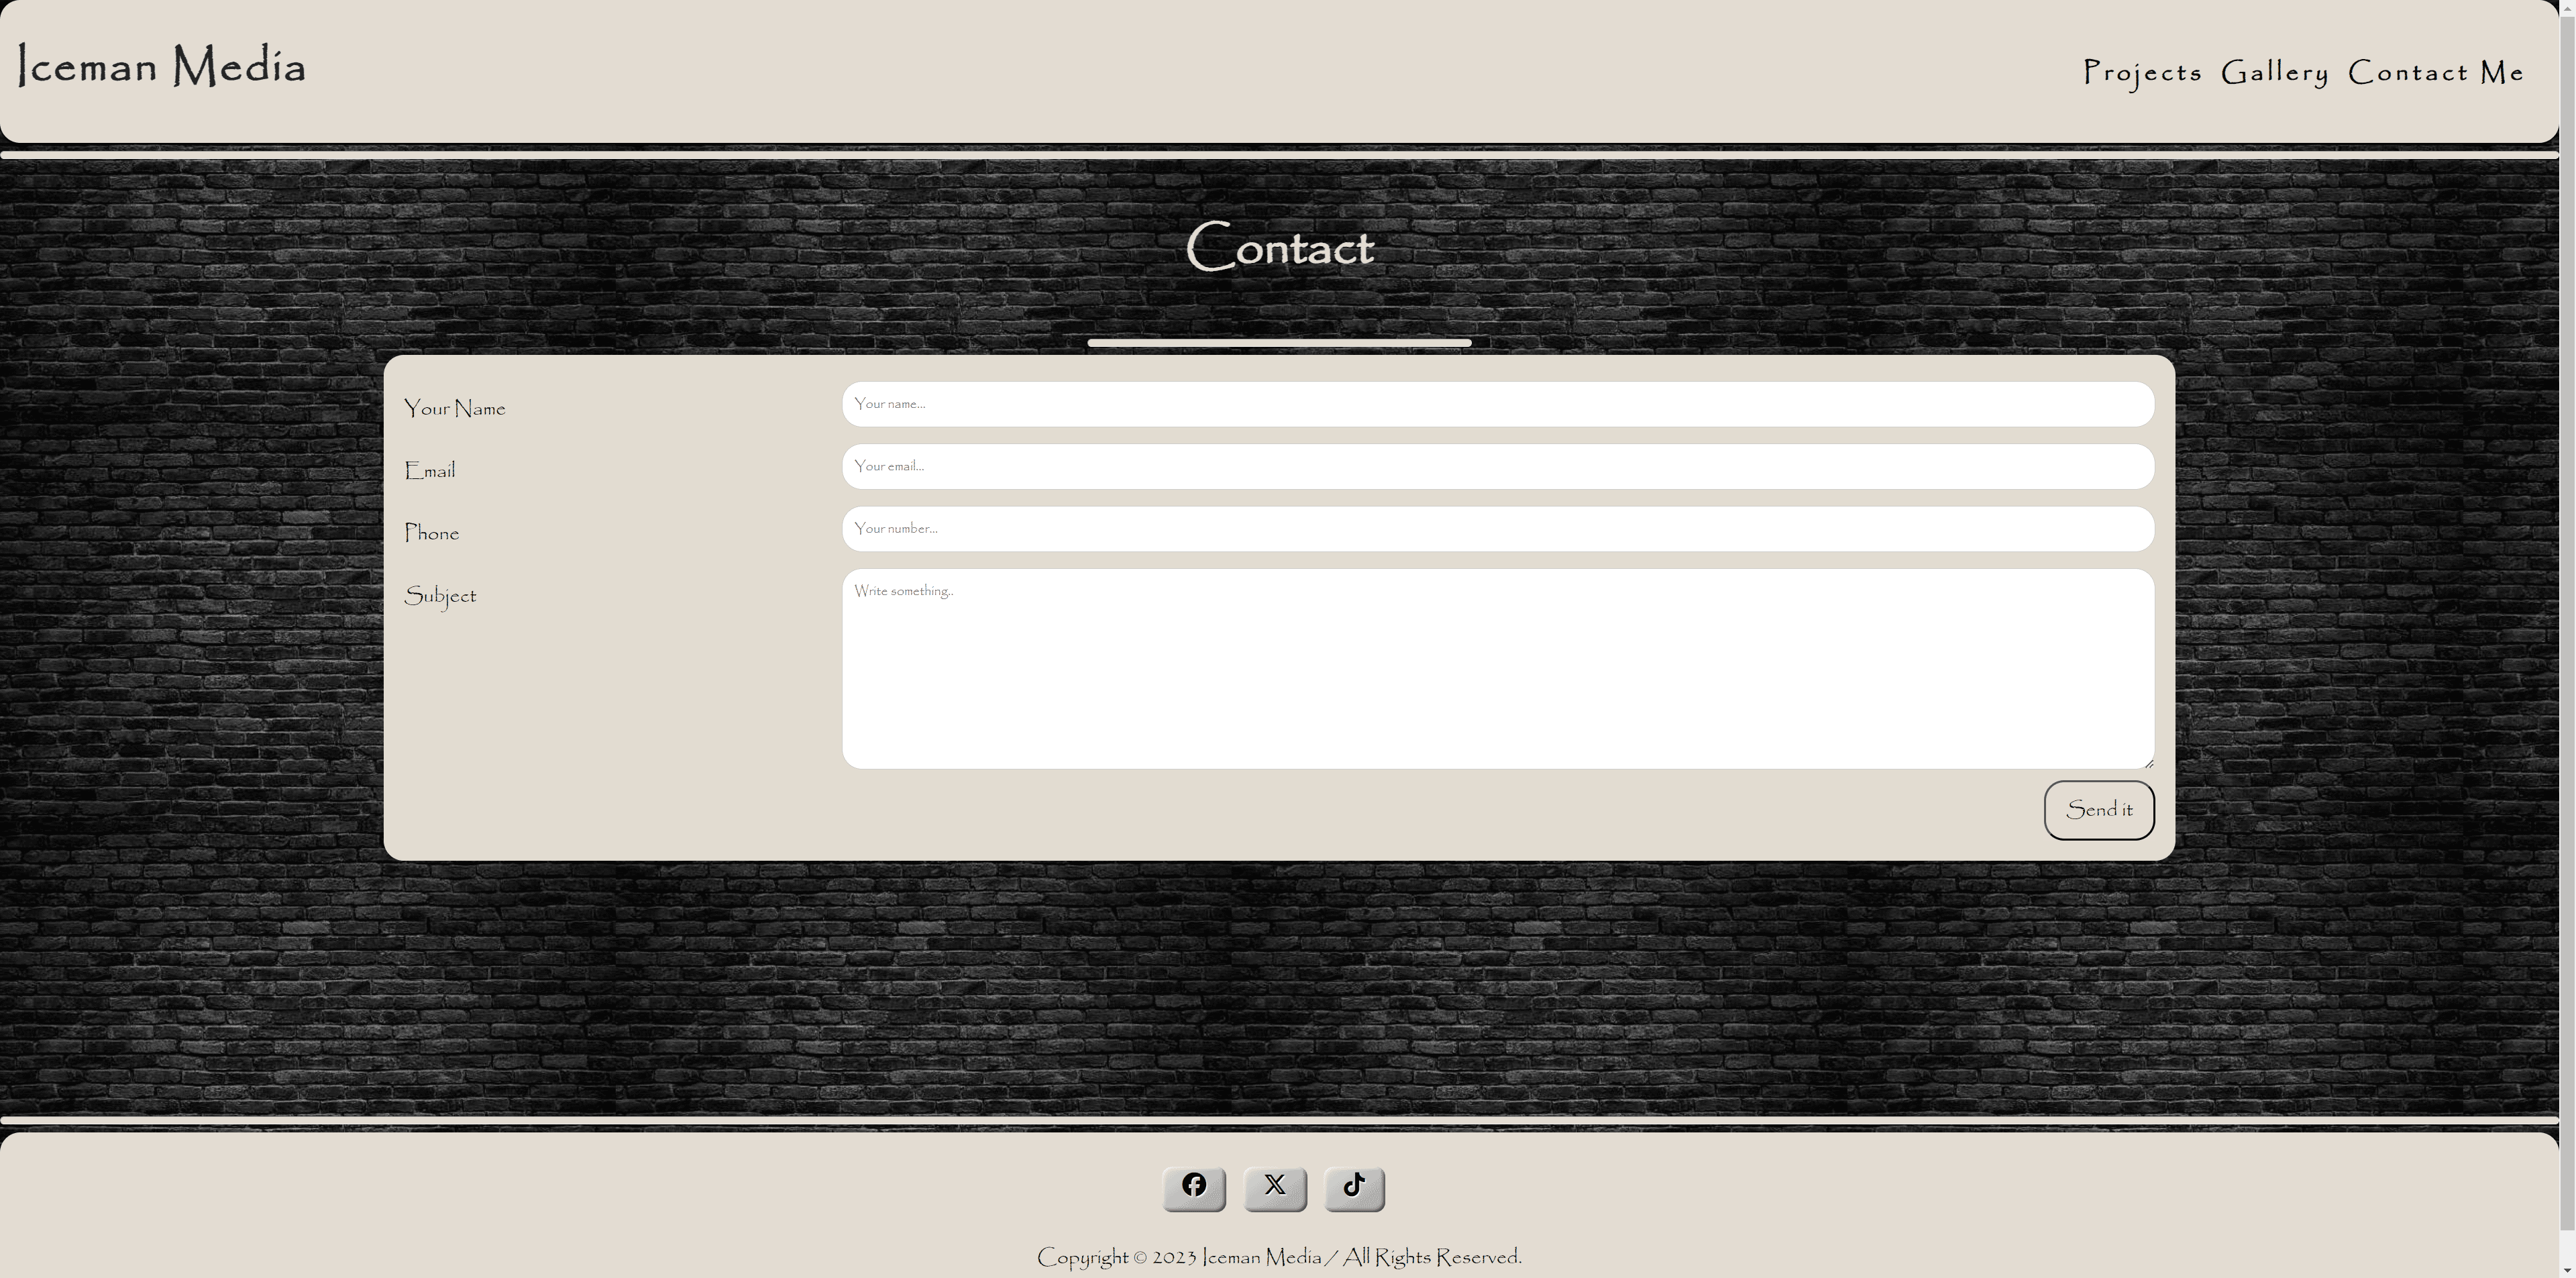 Iceman Media
Projects Gallery Contact Me
Contact
Your Name
Your name...
Email
Your email...
Phone
Your number...
Subject
Write something..
Send it
Copyright © 2023 Iceman Media / All Rights Reserved.